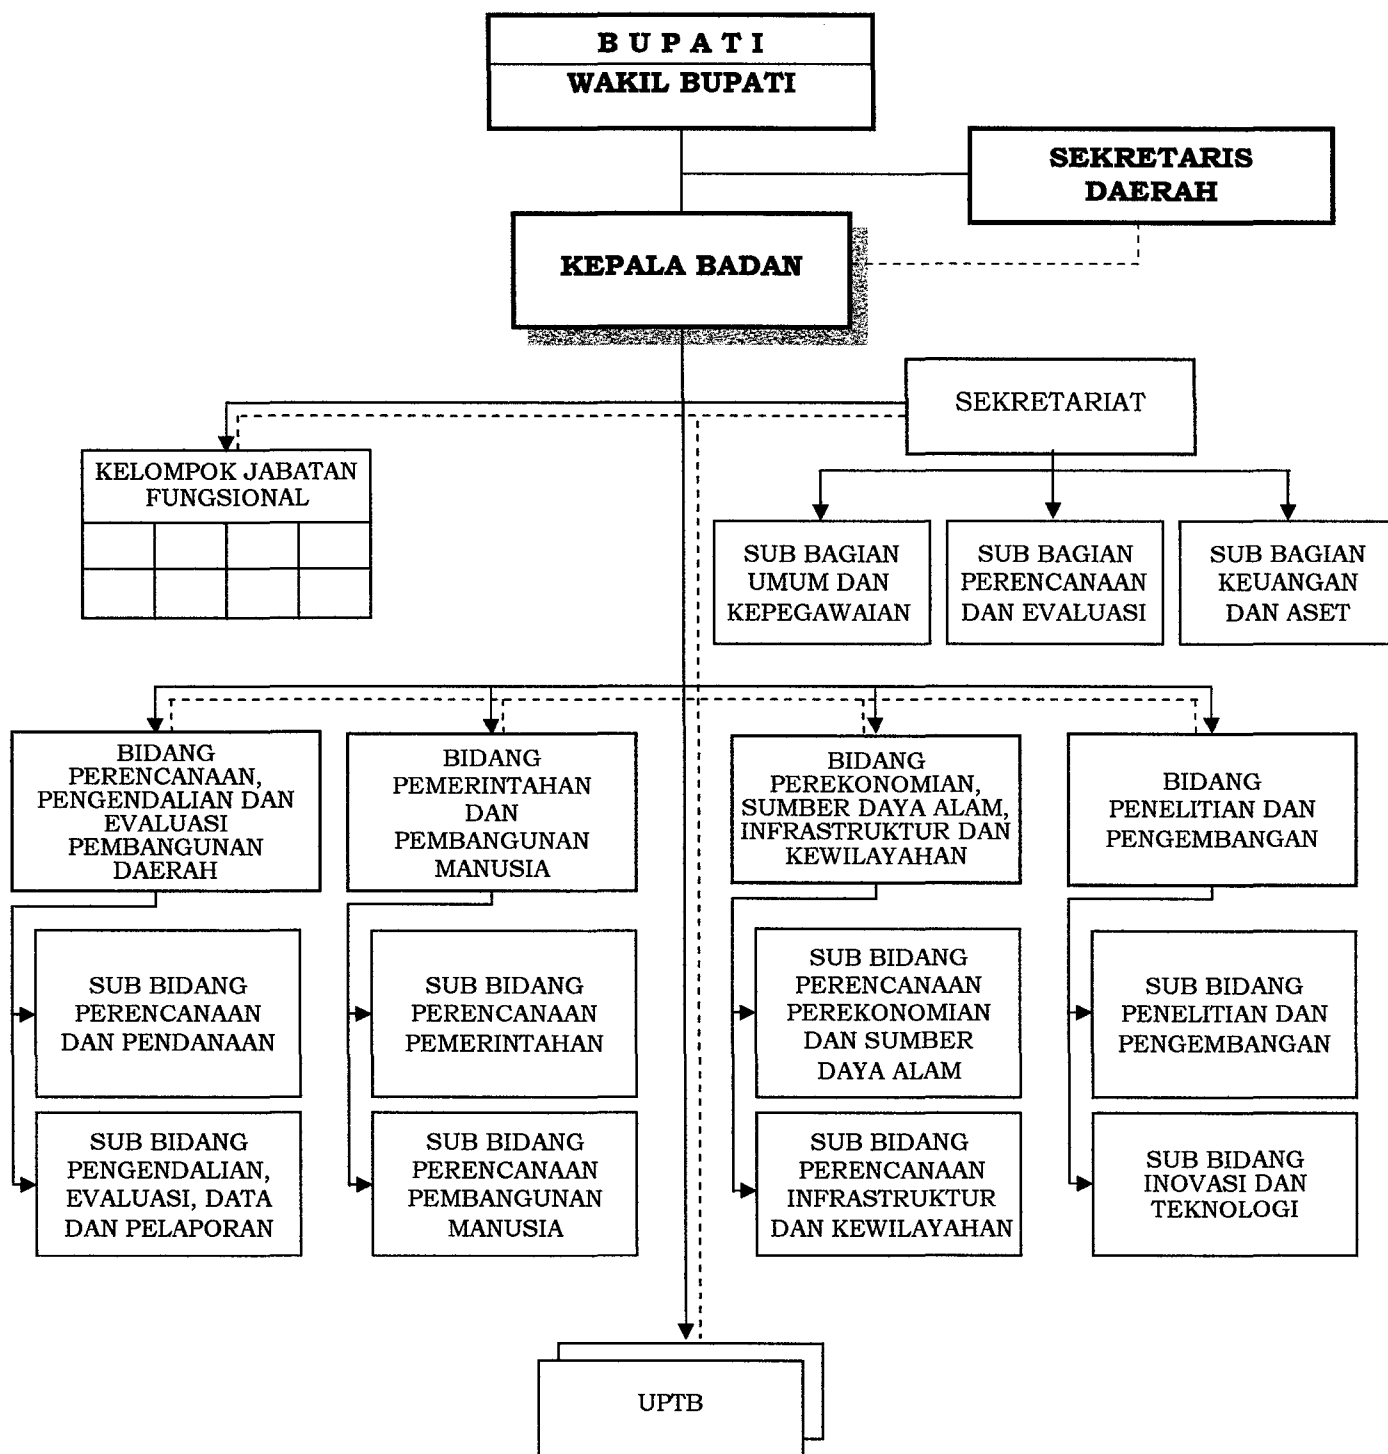 B U P A T I
WAKIL BUPATI
SEKRETARIS
DAERAH
KEPALA BADAN
SEKRETARIAT
KELOMPOK JABATAN
FUNGSIONAL
SUB BAGIAN
UMUM DAN
KEPEGAWAIAN
SUB BAGIAN
PERENCANAAN
DAN EVALUASI
SUB BAGIAN
KEUANGAN
DAN ASET
BIDANG
PERENCANAAN,
PENGENDALIAN DAN
EVALUASI
PEMBANGUNAN
DAERAH
BIDANG
PEMERINTAHAN
DAN
PEMBANGUNAN
MANUSIA
BIDANG
PEREKONOMIAN,
SUMBER DAYA ALAM,
INFRASTRUKTUR DAN
KEWILAYAHAN
BIDANG
PENELITIAN DAN
PENGEMBANGAN
SUB BIDANG
PERENCANAAN
DAN PENDANAAN
SUB BIDANG
PERENCANAAN
PEMERINTAHAN
SUB BIDANG
PERENCANAAN
PEREKONOMIAN
DAN SUMBER
DAYA ALAM
SUB BIDANG
PENELITIAN DAN
PENGEMBANGAN
SUB BIDANG
PENGENDALIAN,
EVALUASI, DATA
DAN PELAPORAN
SUB BIDANG
PERENCANAAN
PEMBANGUNAN
MANUSIA
SUB BIDANG
PERENCANAAN
INFRASTRUKTUR
DAN KEWILAYAHAN
SUB BIDANG
INOVASI DAN
TEKNOLOGI
UPTB